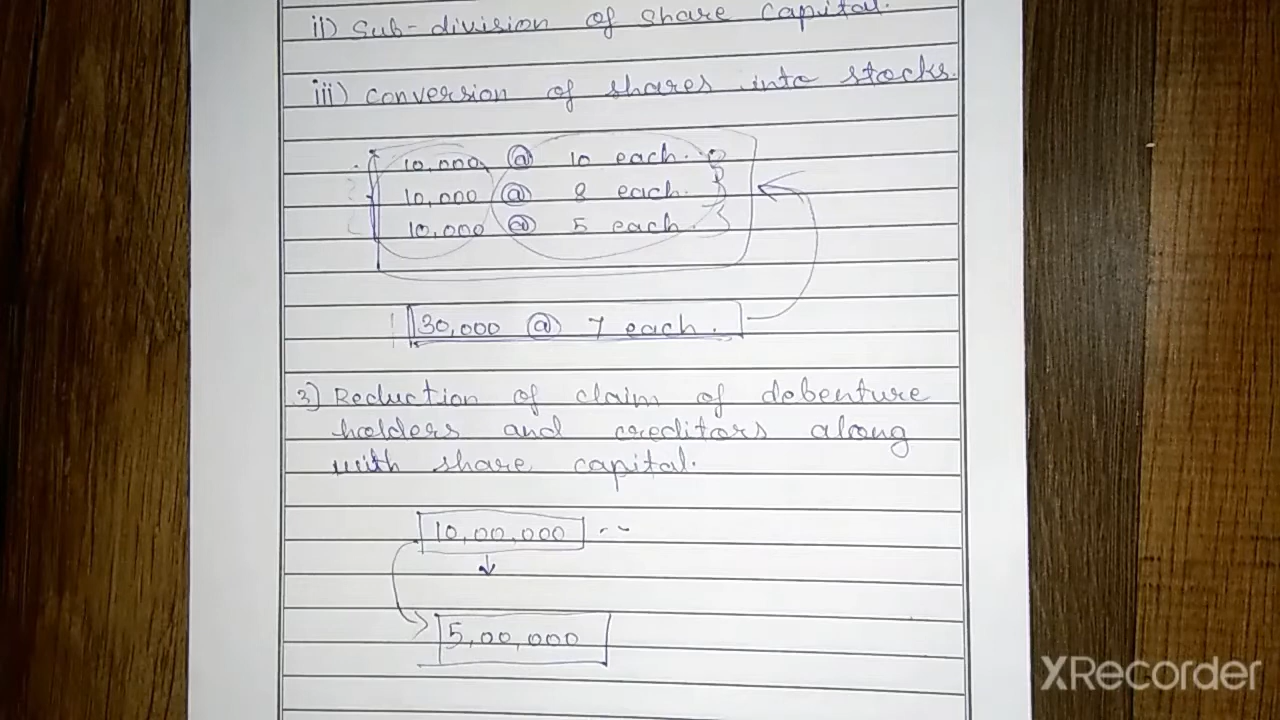 ii) Sub-division of share capital.
iii) conversion of shares into stocks.
10,000 @ 10 each.
10,000 @ 8 each.
10,000 @ 5 each.
30,000 @ 7 each.
3) Reduction of claim of debenture
holders and creditors along
with share capital.
10,00,000
5,00,000
XRecorder